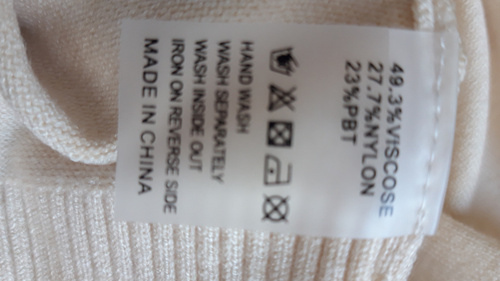 49.3%VISCOSE
27.7%NYLON
23%PBT
HAND WASH
WASH SEPARATELY
WASH INSIDE OUT
IRON ON REVERSE SIDE
MADE IN CHINA